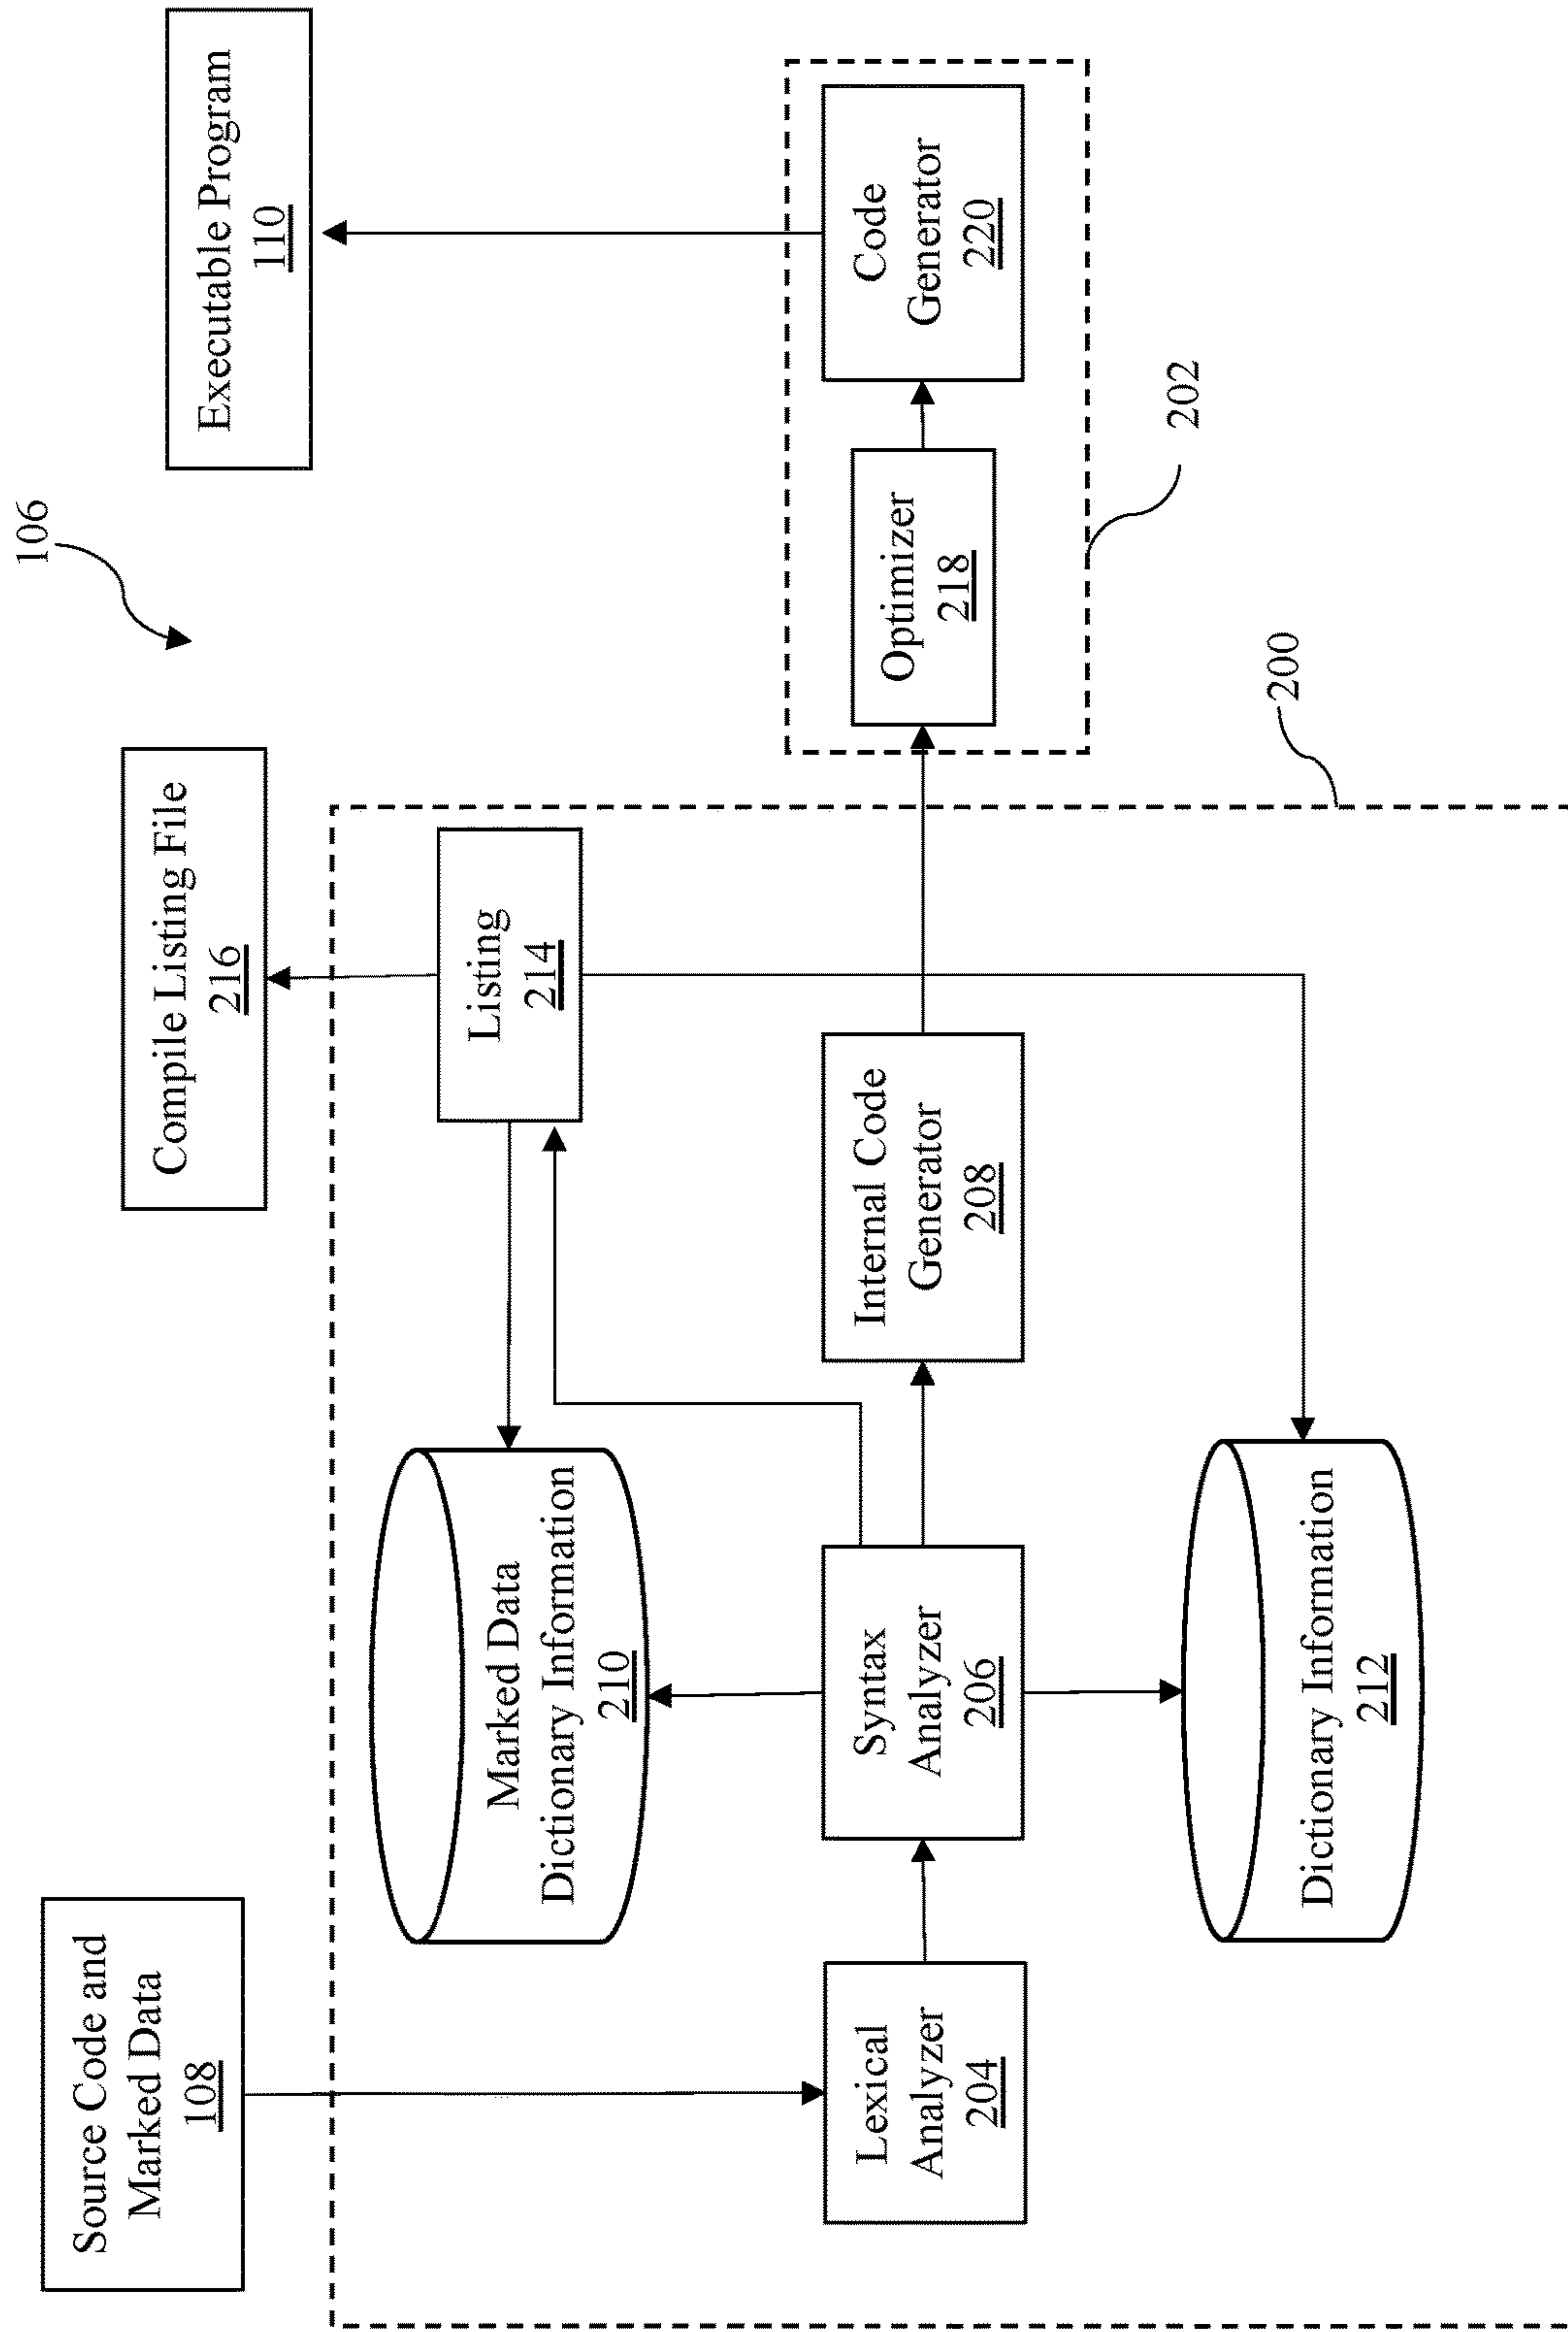 106
Source Code and
Marked Data
108
Compile Listing File
216
Executable Program
110
Marked Data
Dictionary Information
210
Listing
214
Lexical
Analyzer
204
Syntax
Analyzer
206
Internal Code
Generator
208
Optimizer
218
Code
Generator
220
202
Dictionary Information
212
200